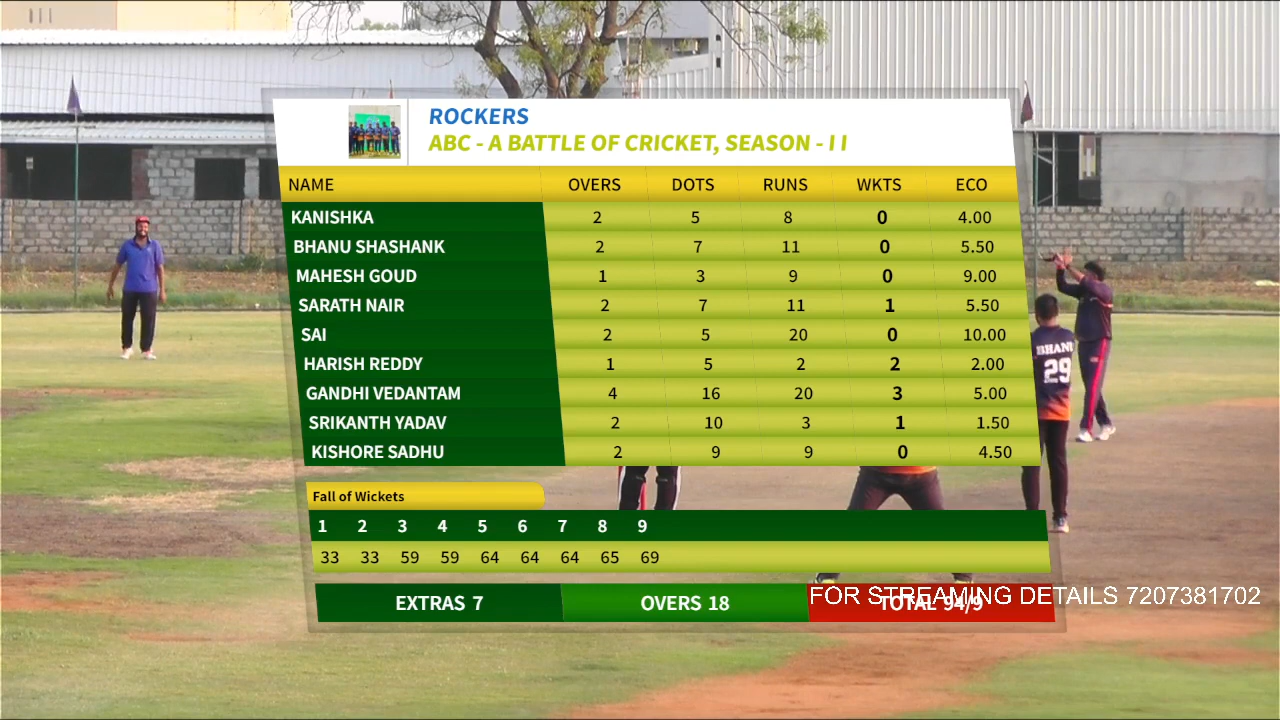 ROCKERS
ABC - A BATTLE OF CRICKET, SEASON - I I
NAME OVERS DOTS RUNS WKTS ECO
KANISHKA 2 5 8 0 4.00
BHANU SHASHANK 2 7 11 0 5.50
MAHESH GOUD 1 3 9 0 9.00
SARATH NAIR 2 7 11 1 5.50
SAI 2 5 20 0 10.00
HARISH REDDY 1 5 2 2 2.00
GANDHI VEDANTAM 4 16 20 3 5.00
SRIKANTH YADAV 2 10 3 1 1.50
KISHORE SADHU 2 9 9 0 4.50
BHANU
29
Fall of Wickets
1 2 3 4 5 6 7 8 9
33 33 59 59 64 64 64 65 69
EXTRAS 7 OVERS 18 TOTAL 94/9
FOR STREAMING DETAILS 7207381702